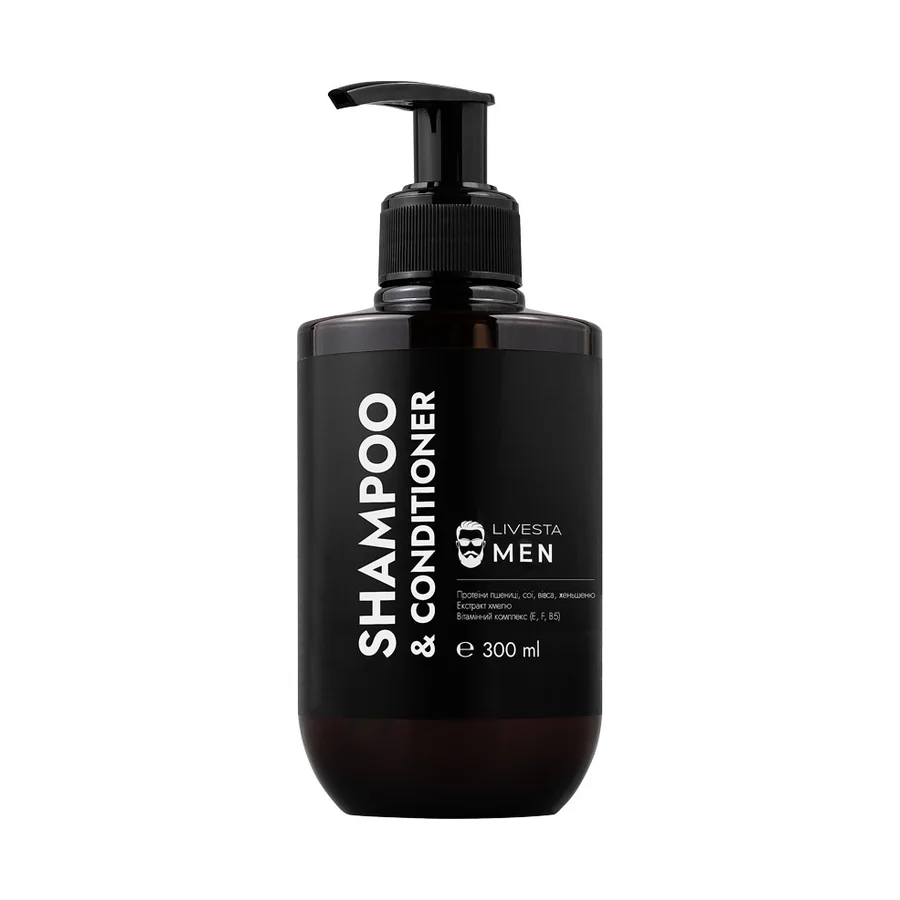 SHAMPOO
& CONDITIONER
LIVESTA
MEN
Протеїни пшениці, сої, вівса, женьшеню
Екстракт хмелю
Вітамінний комплекс (E, F, B5)
℮ 300 ml